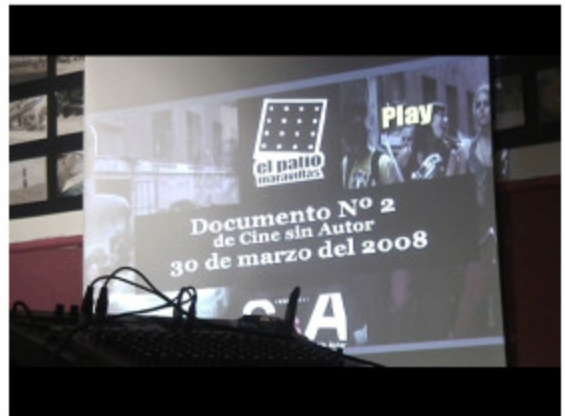 Play
el patio
maravillas
Documento Nº 2
de Cine sin Autor
30 de marzo del 2008